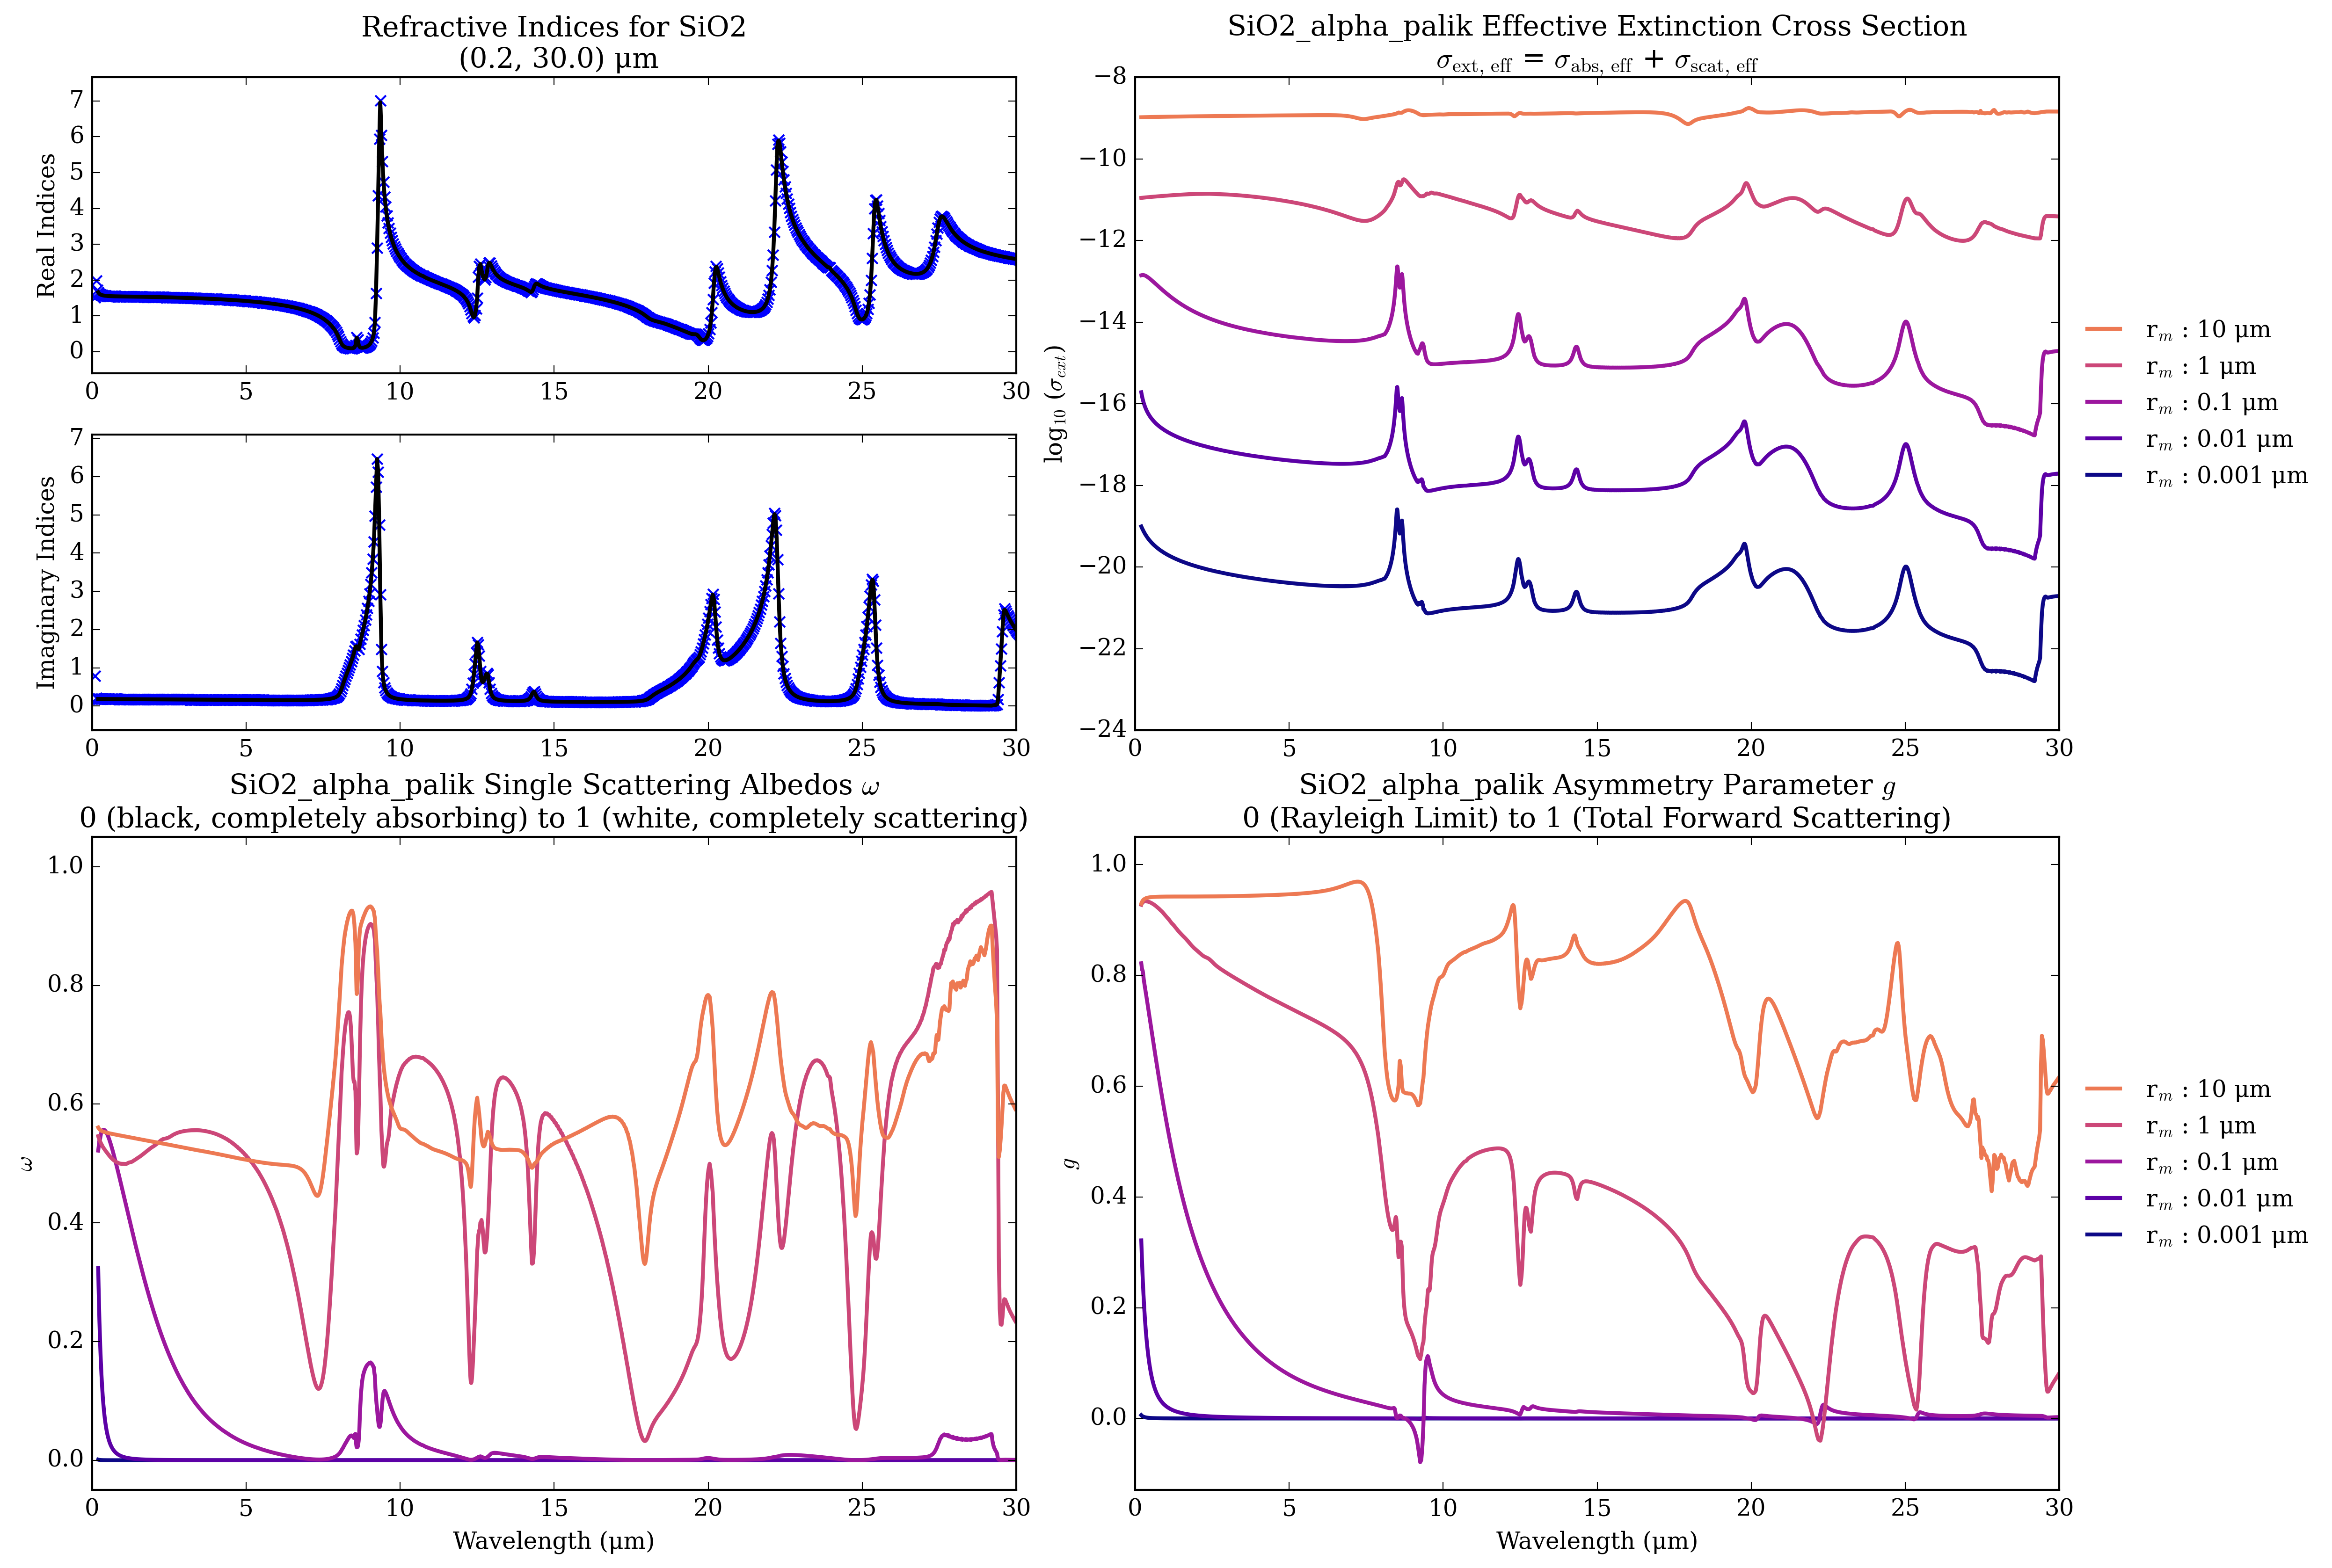 Refractive Indices for SiO2
(0.2, 30.0) μm
Real Indices
7
6
5
4
3
2
1
0
0 5 10 15 20 25 30
Imaginary Indices
7
6
5
4
3
2
1
0
0 5 10 15 20 25 30
SiO2_alpha_palik Effective Extinction Cross Section
σext, eff = σabs, eff + σscat, eff
log10 (σext)
−8
−10
−12
−14
−16
−18
−20
−22
−24
0 5 10 15 20 25 30
rm : 10 μm
rm : 1 μm
rm : 0.1 μm
rm : 0.01 μm
rm : 0.001 μm
SiO2_alpha_palik Single Scattering Albedos ω
0 (black, completely absorbing) to 1 (white, completely scattering)
ω
1.0
0.8
0.6
0.4
0.2
0.0
0 5 10 15 20 25 30
Wavelength (μm)
SiO2_alpha_palik Asymmetry Parameter g
0 (Rayleigh Limit) to 1 (Total Forward Scattering)
g
1.0
0.8
0.6
0.4
0.2
0.0
0 5 10 15 20 25 30
Wavelength (μm)
rm : 10 μm
rm : 1 μm
rm : 0.1 μm
rm : 0.01 μm
rm : 0.001 μm